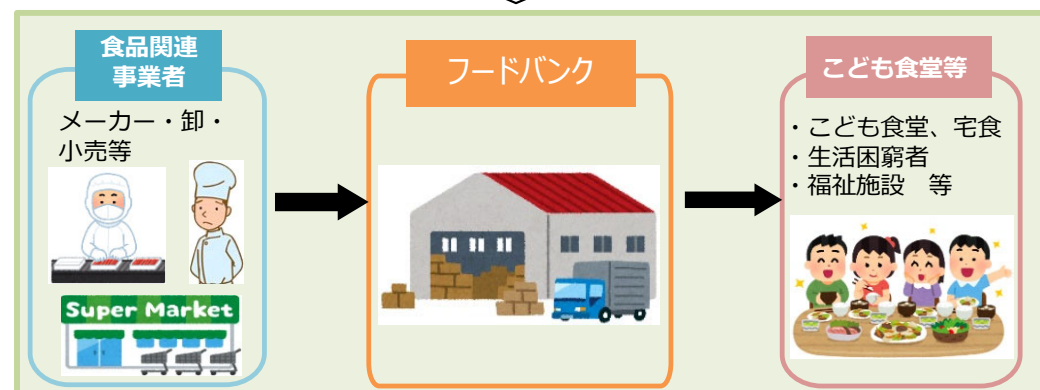 食品関連
事業者
メーカー・卸・
小売等
Super Market
フードバンク
こども食堂等
・こども食堂、宅食
・生活困窮者
・福祉施設　等